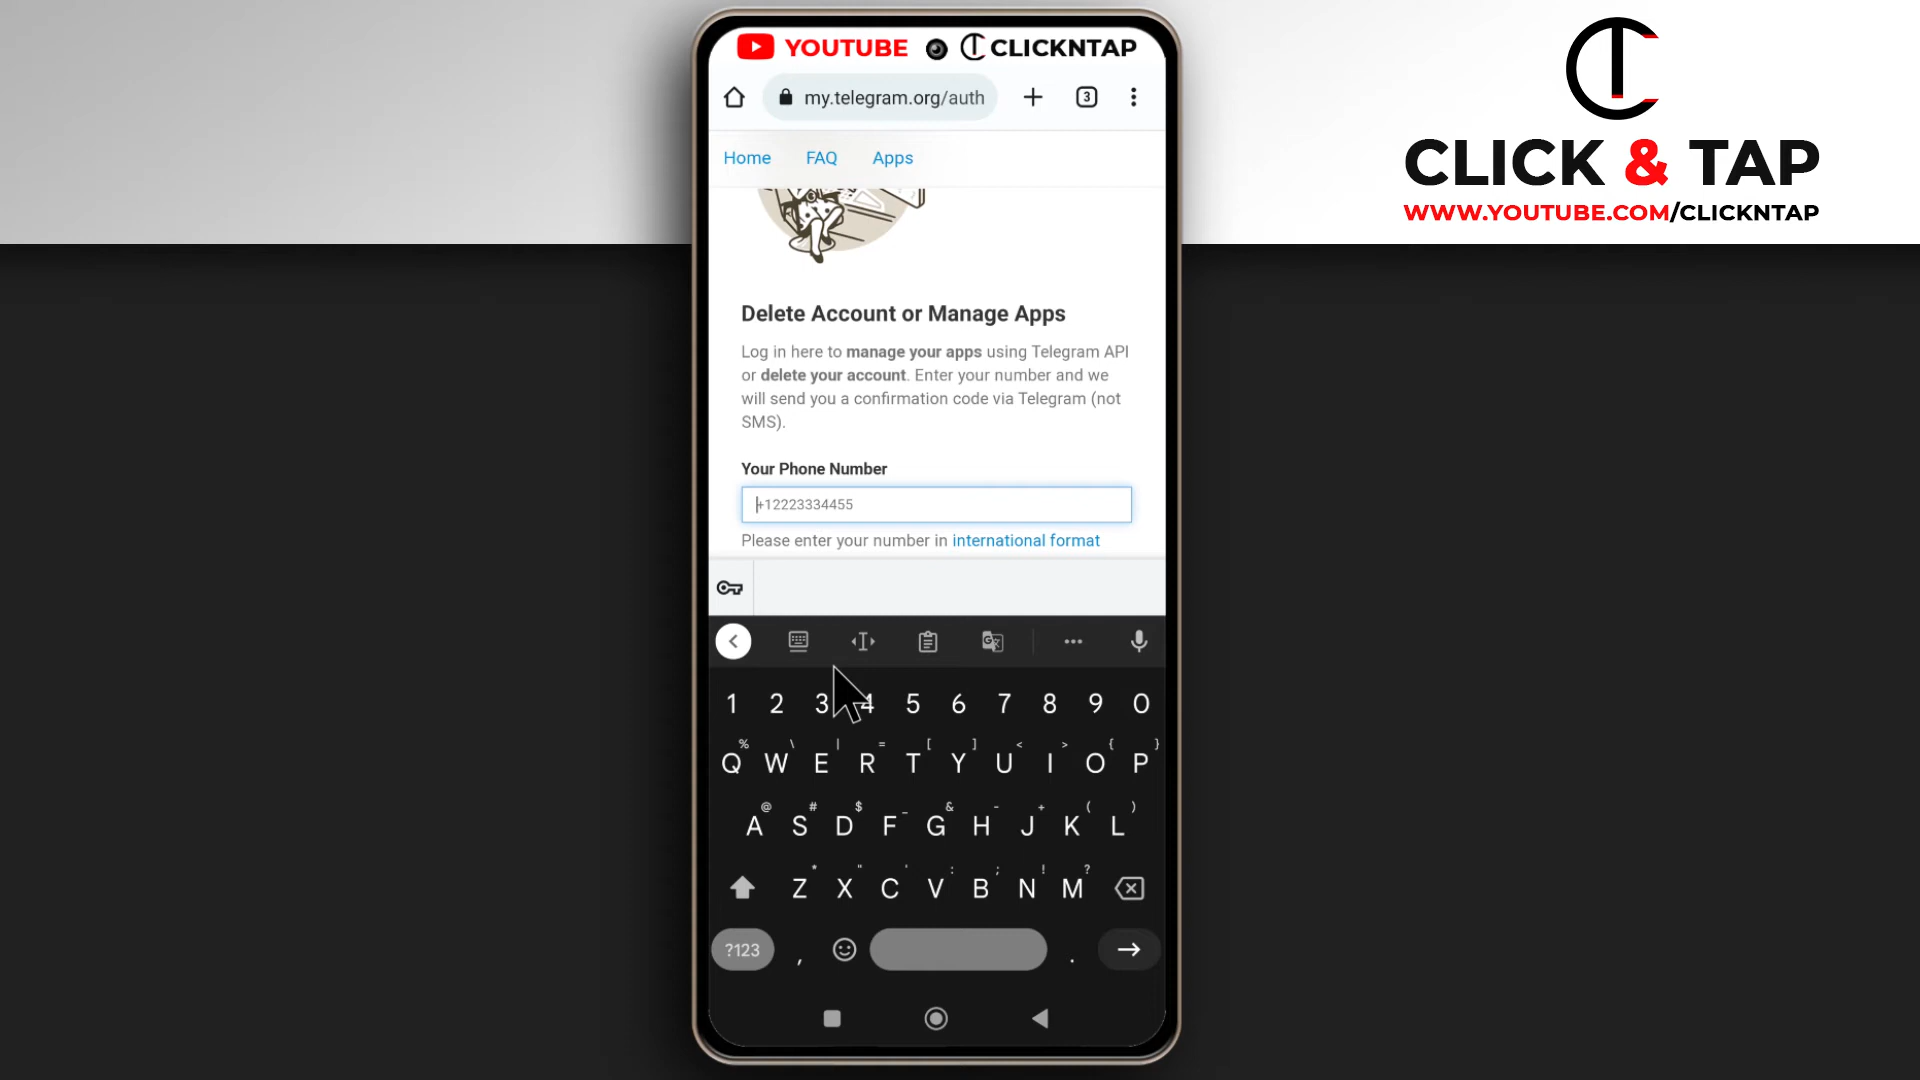 YOUTUBE CLICKNTAP
my.telegram.org/auth
3
Home FAQ Apps
CLICK & TAP
WWW.YOUTUBE.COM/CLICKNTAP
Delete Account or Manage Apps
Log in here to manage your apps using Telegram API
or delete your account. Enter your number and we
will send you a confirmation code via Telegram (not
SMS).
Your Phone Number
+12223334455
Please enter your number in international format
1 2 3 4 5 6 7 8 9 0
% \ | = [ ] < > { }
Q W E R T Y U I O P
@ # $ _ & - + ( )
A S D F G H J K L
* " ' : ; ! ?
Z X C V B N M
?123 , .